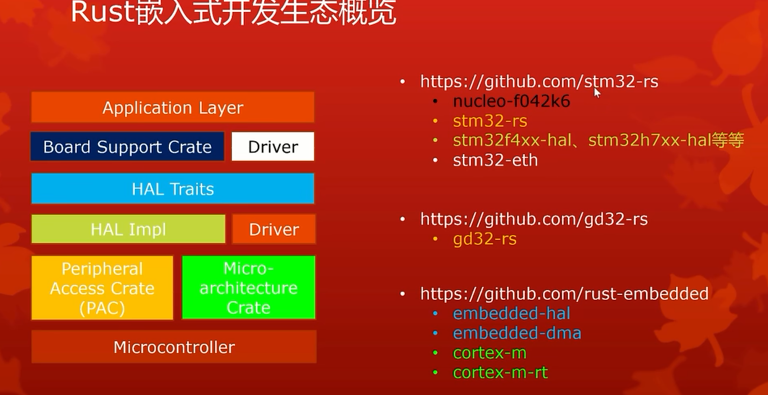 Rust嵌入式开发生态概览
Application Layer
Board Support Crate
Driver
HAL Traits
HAL Impl
Driver
Peripheral
Access Crate
(PAC)
Micro-
architecture
Crate
Microcontroller
• https://github.com/stm32-rs
• nucleo-f042k6
• stm32-rs
• stm32f4xx-hal、stm32h7xx-hal等等
• stm32-eth
• https://github.com/gd32-rs
• gd32-rs
• https://github.com/rust-embedded
• embedded-hal
• embedded-dma
• cortex-m
• cortex-m-rt